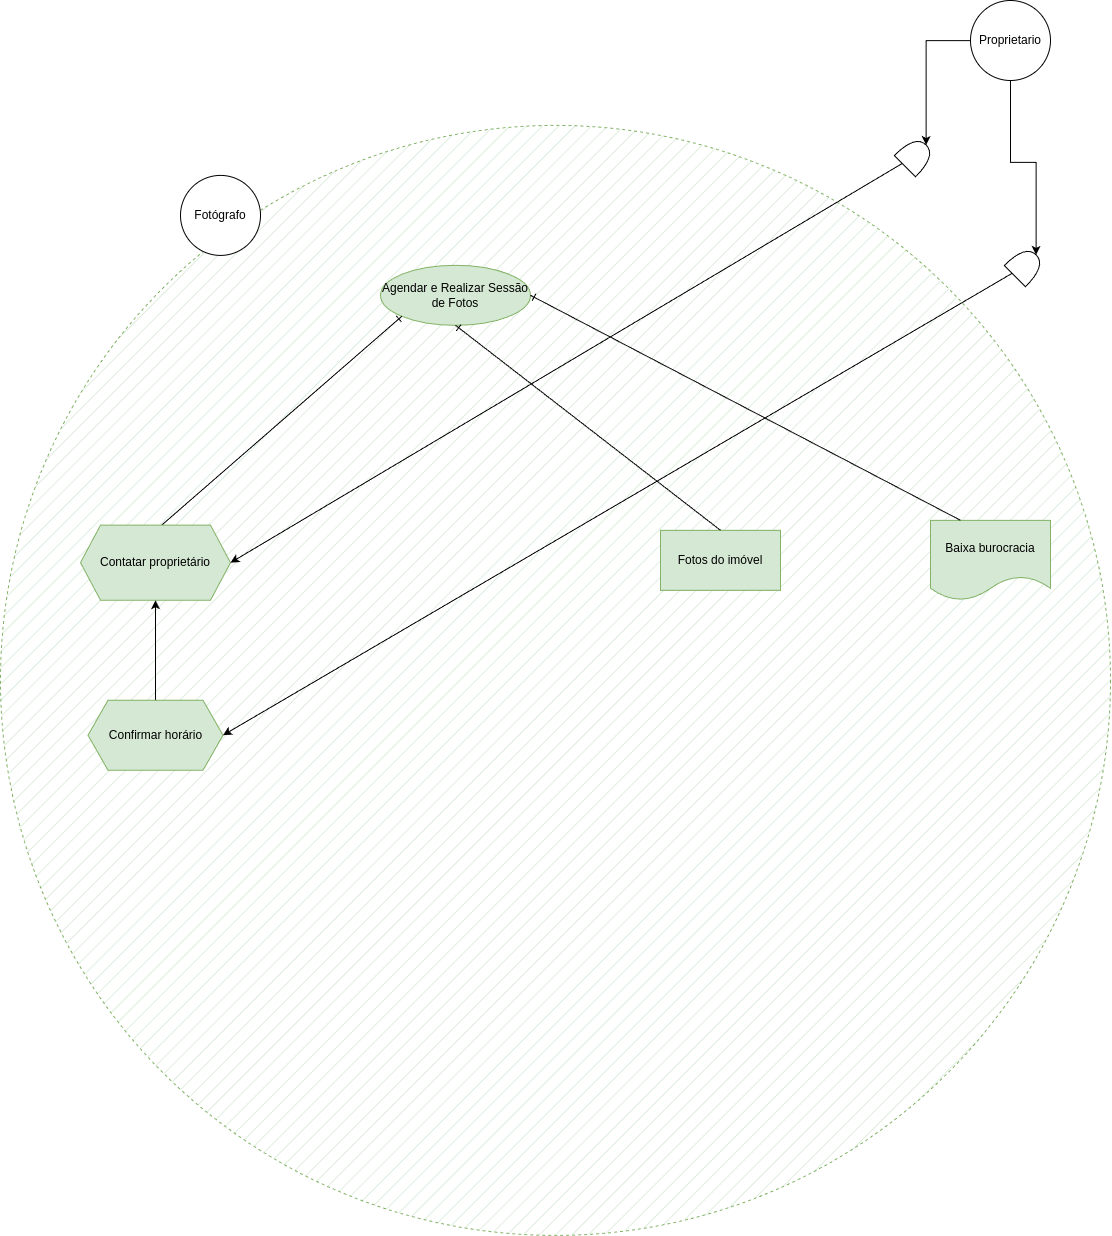 Proprietario
Fotógrafo
Agendar e Realizar Sessão
de Fotos
Contatar proprietário
Fotos do imóvel
Baixa burocracia
Confirmar horário